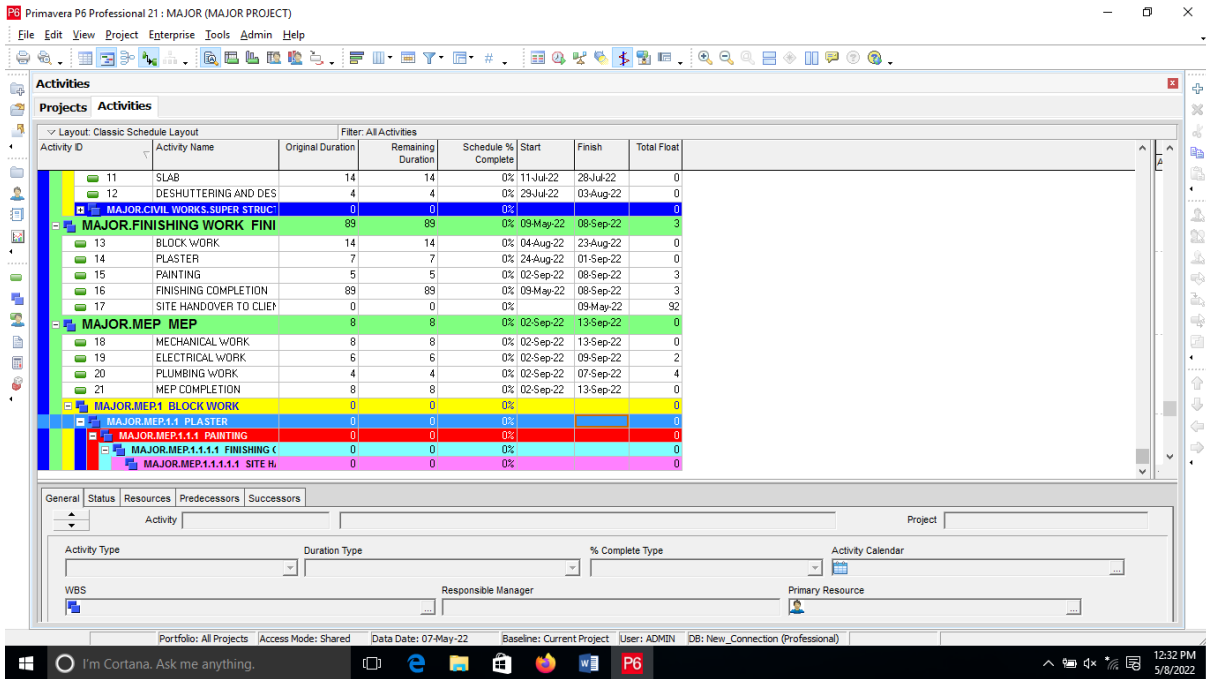 P6 Primavera P6 Professional 21 : MAJOR (MAJOR PROJECT)
File Edit View Project Enterprise Tools Admin Help
Activities
Projects Activities
Layout: Classic Schedule Layout Filter: All Activities
Activity ID Activity Name Original Duration Remaining Duration Schedule % Complete Start Finish Total Float
11 SLAB 14 14 0% 11-Jul-22 28-Jul-22 0
12 DESHUTTERING AND DES 4 4 0% 29-Jul-22 03-Aug-22 0
MAJOR.CIVIL WORKS.SUPER STRUCT 0 0 0% 0
MAJOR.FINISHING WORK FINI 89 89 0% 09-May-22 08-Sep-22 3
13 BLOCK WORK 14 14 0% 04-Aug-22 23-Aug-22 0
14 PLASTER 7 7 0% 24-Aug-22 01-Sep-22 0
15 PAINTING 5 5 0% 02-Sep-22 08-Sep-22 3
16 FINISHING COMPLETION 89 89 0% 09-May-22 08-Sep-22 3
17 SITE HANDOVER TO CLIEN 0 0 0% 09-May-22 92
MAJOR.MEP MEP 8 8 0% 02-Sep-22 13-Sep-22 0
18 MECHANICAL WORK 8 8 0% 02-Sep-22 13-Sep-22 0
19 ELECTRICAL WORK 6 6 0% 02-Sep-22 09-Sep-22 2
20 PLUMBING WORK 4 4 0% 02-Sep-22 07-Sep-22 4
21 MEP COMPLETION 8 8 0% 02-Sep-22 13-Sep-22 0
MAJOR.MEP.1 BLOCK WORK 0 0 0% 0
MAJOR.MEP.1.1 PLASTER 0 0 0% 0
MAJOR.MEP.1.1.1 PAINTING 0 0 0% 0
MAJOR.MEP.1.1.1.1 FINISHING C 0 0 0% 0
MAJOR.MEP.1.1.1.1.1 SITE H 0 0 0% 0
General Status Resources Predecessors Successors
Activity Project
Activity Type Duration Type % Complete Type Activity Calendar
WBS Responsible Manager Primary Resource
Portfolio: All Projects Access Mode: Shared Data Date: 07-May-22 Baseline: Current Project User: ADMIN DB: New_Connection (Professional)
I'm Cortana. Ask me anything. P6 12:32 PM
5/8/2022